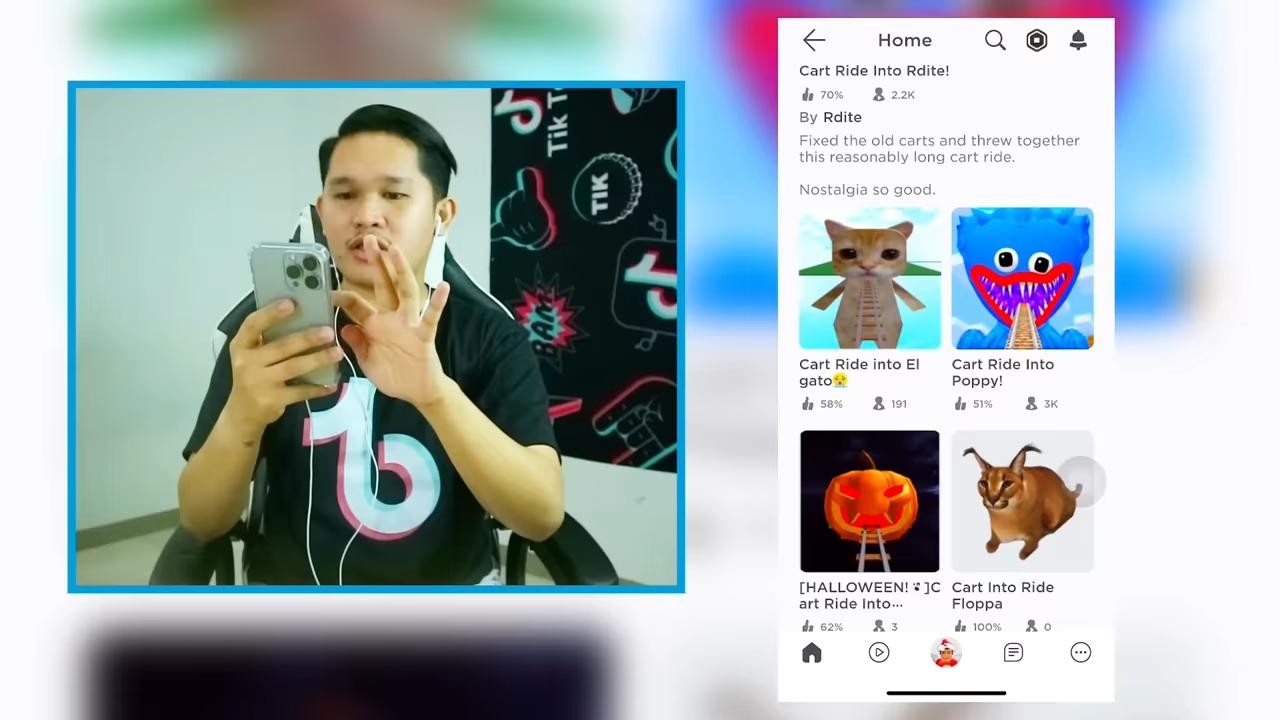 Tik T
TIK
BAM
Home
Cart Ride Into Rdite!
70% 2.2K
By Rdite
Fixed the old carts and threw together
this reasonably long cart ride.
Nostalgia so good.
Cart Ride into El
gato😭
58% 191
Cart Ride Into
Poppy!
51% 3K
[HALLOWEEN! ]C
art Ride Into...
62% 3
Cart Into Ride
Floppa
100% 0